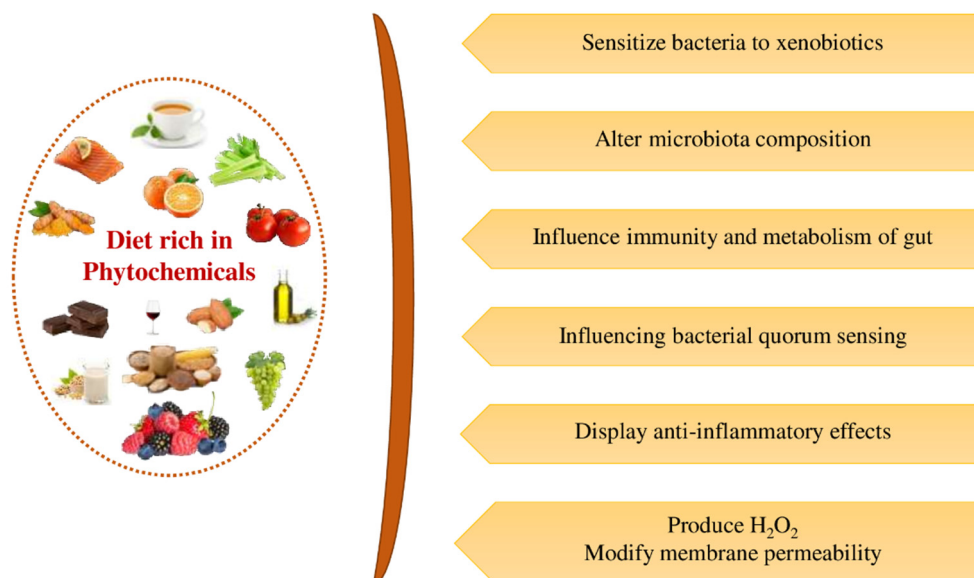 Diet rich in
Phytochemicals
Sensitize bacteria to xenobiotics
Alter microbiota composition
Influence immunity and metabolism of gut
Influencing bacterial quorum sensing
Display anti-inflammatory effects
Produce H₂O₂
Modify membrane permeability